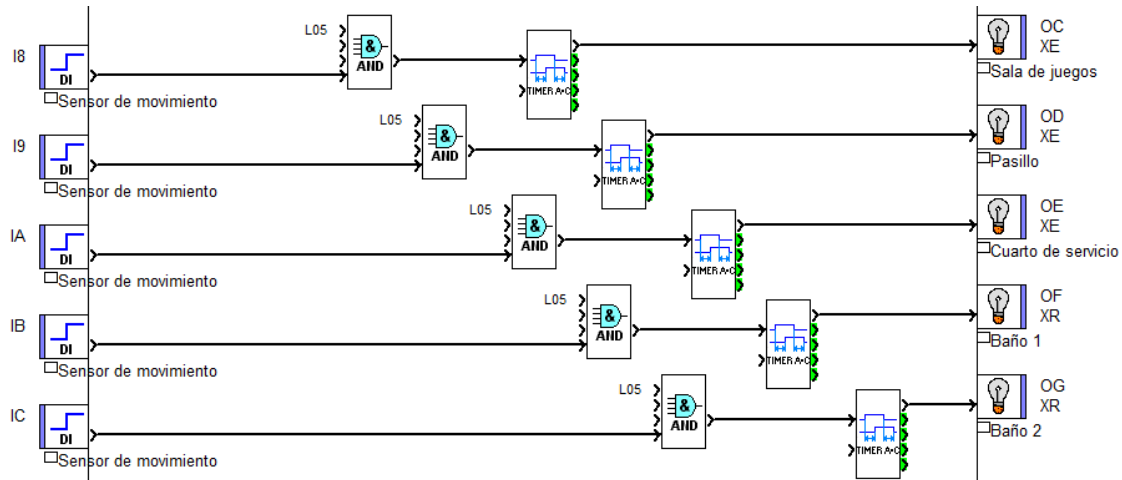 L05
I8
DI
Sensor de movimiento
&
AND
TIMER A•C
OC
XE
Sala de juegos
L05
I9
DI
Sensor de movimiento
&
AND
TIMER A•C
OD
XE
Pasillo
L05
IA
DI
Sensor de movimiento
&
AND
TIMER A•C
OE
XE
Cuarto de servicio
L05
IB
DI
Sensor de movimiento
&
AND
TIMER A•C
OF
XR
Baño 1
L05
IC
DI
Sensor de movimiento
&
AND
TIMER A•C
OG
XR
Baño 2